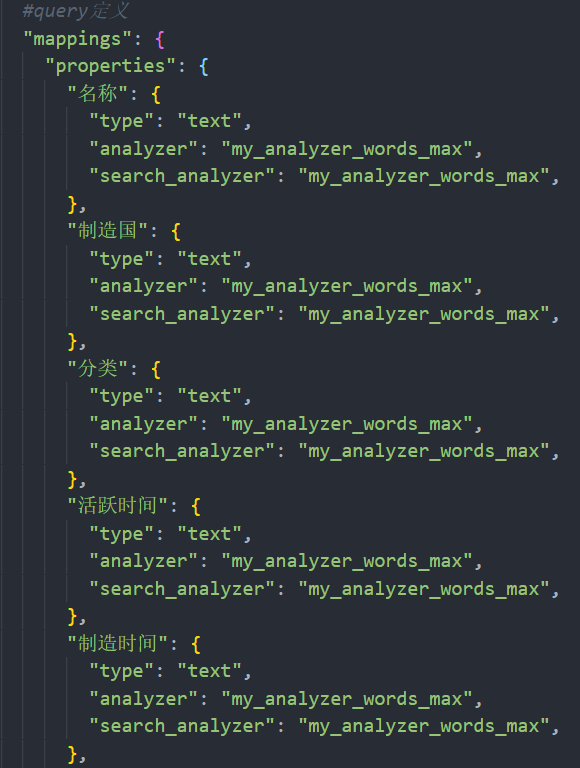 #query定义
"mappings": {
"properties": {
"名称": {
"type": "text",
"analyzer": "my_analyzer_words_max",
"search_analyzer": "my_analyzer_words_max",
},
"制造国": {
"type": "text",
"analyzer": "my_analyzer_words_max",
"search_analyzer": "my_analyzer_words_max",
},
"分类": {
"type": "text",
"analyzer": "my_analyzer_words_max",
"search_analyzer": "my_analyzer_words_max",
},
"活跃时间": {
"type": "text",
"analyzer": "my_analyzer_words_max",
"search_analyzer": "my_analyzer_words_max",
},
"制造时间": {
"type": "text",
"analyzer": "my_analyzer_words_max",
"search_analyzer": "my_analyzer_words_max",
},